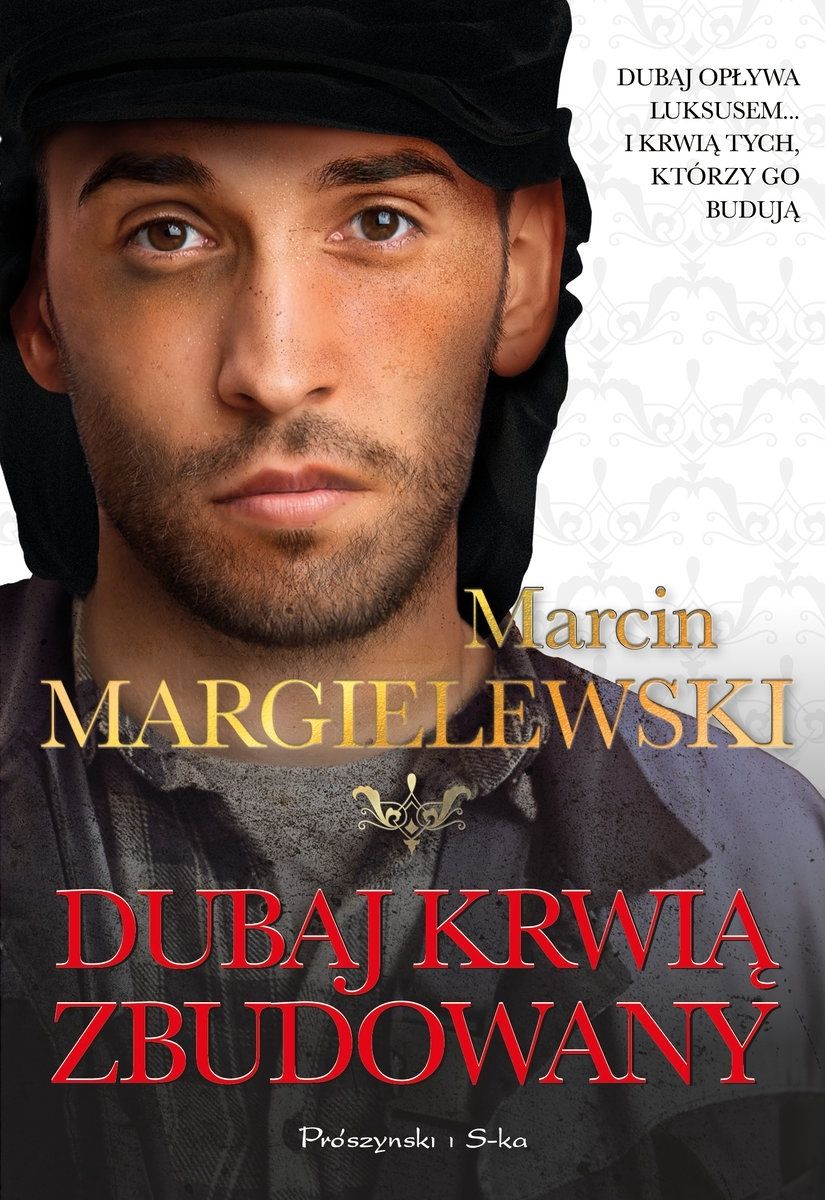 DUBAJ OPŁYWA
LUKSUSEM...
I KRWIĄ TYCH,
KTÓRZY GO
BUDUJĄ
Marcin
MARGIELEWSKI
DUBAJ KRWIĄ
ZBUDOWANY
Prószynski i S-ka